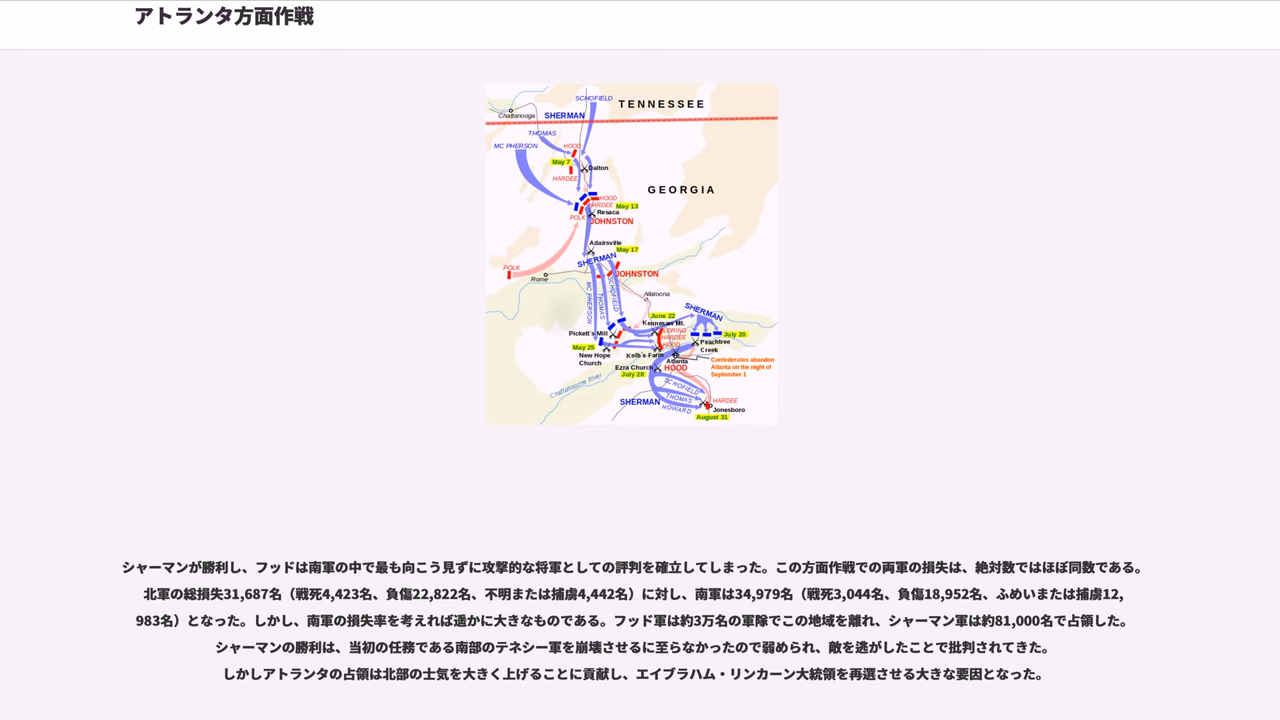 アトランタ方面作戦
SCHOFIELD
TENNESSEE
Chattanooga
SHERMAN
THOMAS
MC PHERSON
HOOD
May 7
Dalton
HARDEE
GEORGIA
HOOD
HARDEE
May 13
Resaca
POLK
JOHNSTON
Adairsville
May 17
SHERMAN
POLK
JOHNSTON
Rome
MC PHERSON
THOMAS
SCHOFIELD
Allatoona
SHERMAN
June 22
Kennesaw Mt.
LORING
HARDEE
HOOD
Pickett's Mill
July 20
Peachtree
Creek
May 25
New Hope
Church
Kolb's Farm
Atlanta
HOOD
Confederates abandon
Atlanta on the night of
September 1
Ezra Church
July 28
Chattahoochee River
SCHOFIELD
THOMAS
HOWARD
SHERMAN
HARDEE
Jonesboro
August 31
シャーマンが勝利し、フッドは南軍の中で最も向こう見ずに攻撃的な将軍としての評判を確立してしまった。この方面作戦での両軍の損失は、絶対数ではほぼ同数である。
北軍の総損失31,687名（戦死4,423名、負傷22,822名、不明または捕虜4,442名）に対し、南軍は34,979名（戦死3,044名、負傷18,952名、ふめいまたは捕虜12,
983名）となった。しかし、南軍の損失率を考えれば遥かに大きなものである。フッド軍は約3万名の軍隊でこの地域を離れ、シャーマン軍は約81,000名で占領した。
シャーマンの勝利は、当初の任務である南部のテネシー軍を崩壊させるに至らなかったので弱められ、敵を逃がしたことで批判されてきた。
しかしアトランタの占領は北部の士気を大きく上げることに貢献し、エイブラハム・リンカーン大統領を再選させる大きな要因となった。